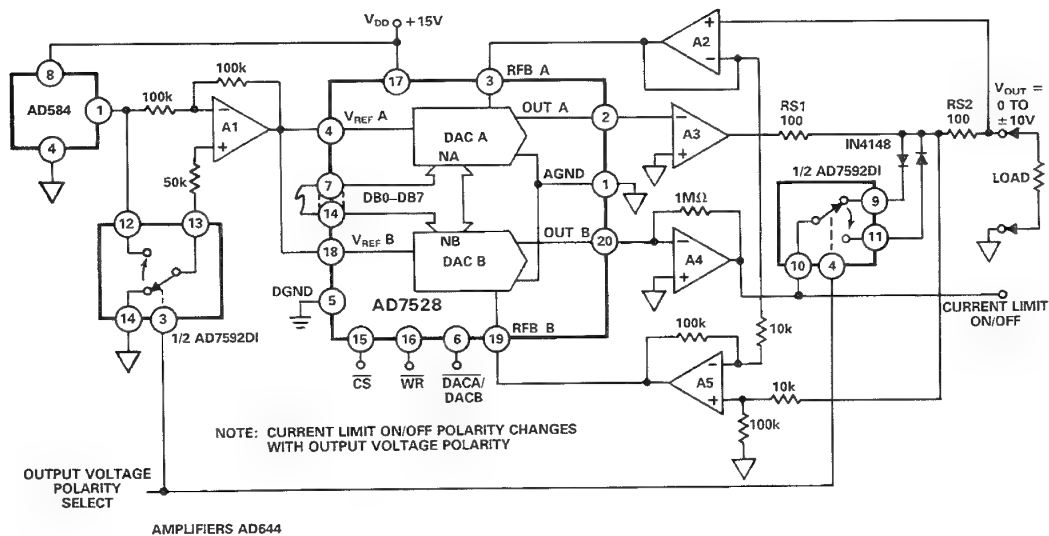 V_DD +15V
8
AD584
1
4
100k
100k
A1
50k
12
13
14
3
1/2 AD7592DI
17
3
RFB A
A2
4
V_REF A
DAC A
NA
OUT A
2
A3
7
14
DB0–DB7
AGND
1
18
V_REF B
NB
DAC B
OUT B
20
1MΩ
A4
DGND
5
AD7528
RFB B
15
16
6
19
CS
WR
DACA/
DACB
100k
A5
10k
10k
100k
RS1
100
RS2
100
IN4148
V_OUT =
0 TO
±10V
LOAD
1/2 AD7592DI
9
11
10
4
CURRENT LIMIT
ON/OFF
NOTE: CURRENT LIMIT ON/OFF POLARITY CHANGES
WITH OUTPUT VOLTAGE POLARITY
OUTPUT VOLTAGE
POLARITY
SELECT
AMPLIFIERS AD644